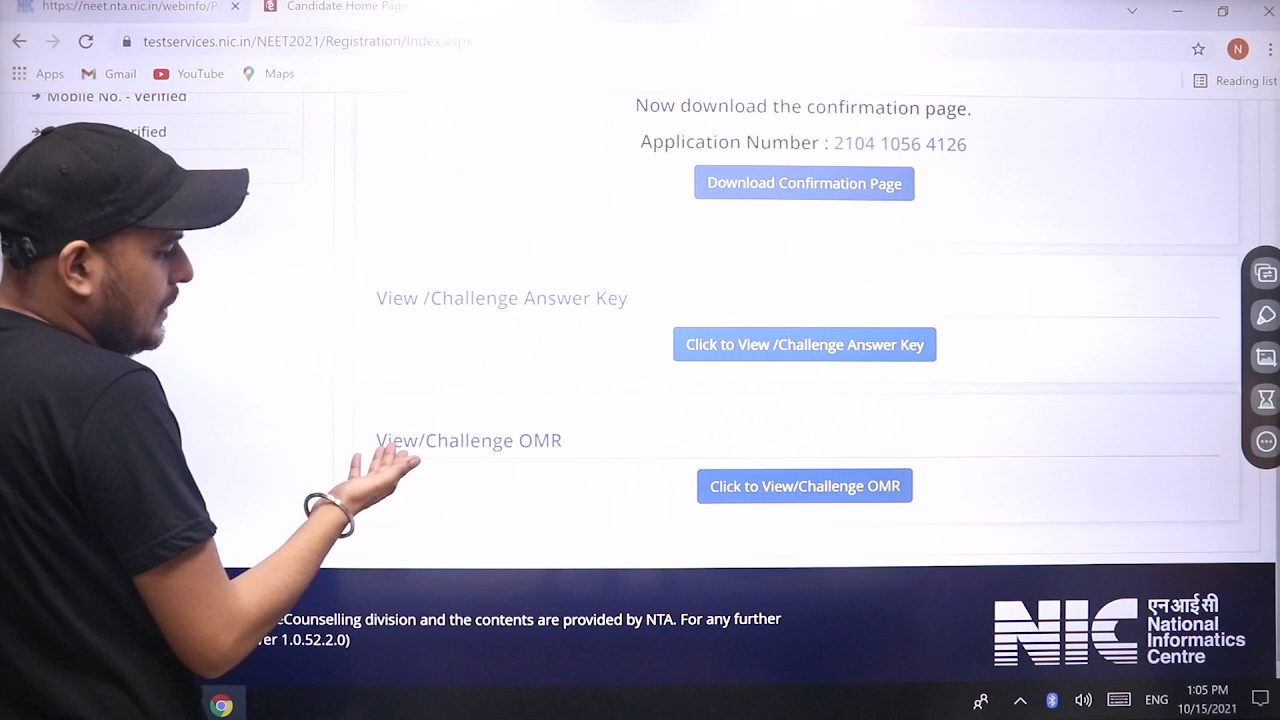 https://neet.nta.nic.in/webinfo/P
Candidate Home Page
testservices.nic.in/NEET2021/Registration/Index.aspx
N
Apps
Gmail
YouTube
Maps
Reading list
Mobile No. - Verified
Now download the confirmation page.
Application Number : 2104 1056 4126
Download Confirmation Page
View /Challenge Answer Key
Click to View /Challenge Answer Key
View/Challenge OMR
Click to View/Challenge OMR
eCounselling division and the contents are provided by NTA. For any further
er 1.0.52.2.0)
NIC
एन आई सी
National
Informatics
Centre
ENG
1:05 PM
10/15/2021